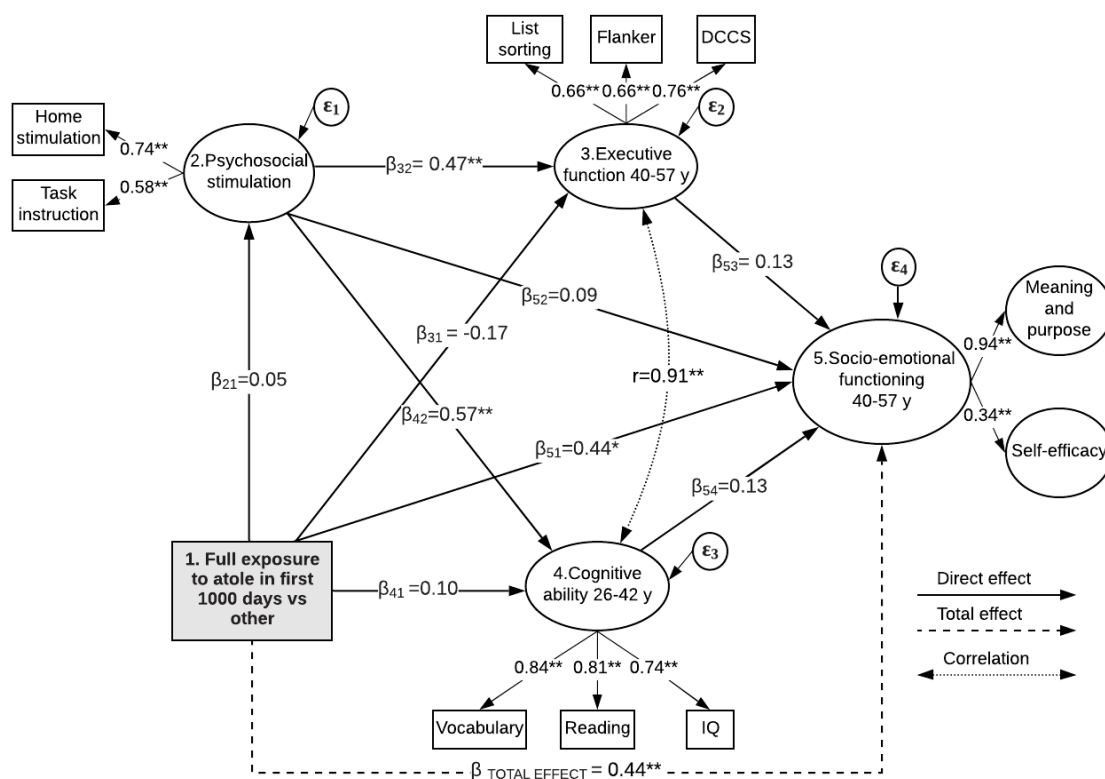 List
sorting
Flanker
DCCS
0.66**
0.66**
0.76**
ε1
ε2
Home
stimulation
0.74**
Task
instruction
0.58**
2.Psychosocial
stimulation
β32= 0.47**
3.Executive
function 40-57 y
β53= 0.13
ε4
Meaning
and
purpose
β52=0.09
β31 = -0.17
0.94**
5.Socio-emotional
functioning
40-57 y
r=0.91**
β21=0.05
β42=0.57**
0.34**
β51=0.44*
Self-efficacy
β54=0.13
1. Full exposure
to atole in first
1000 days vs
other
β41 =0.10
4.Cognitive
ability 26-42 y
ε3
Direct effect
Total effect
Correlation
0.84**
0.81**
0.74**
Vocabulary
Reading
IQ
β TOTAL EFFECT = 0.44**